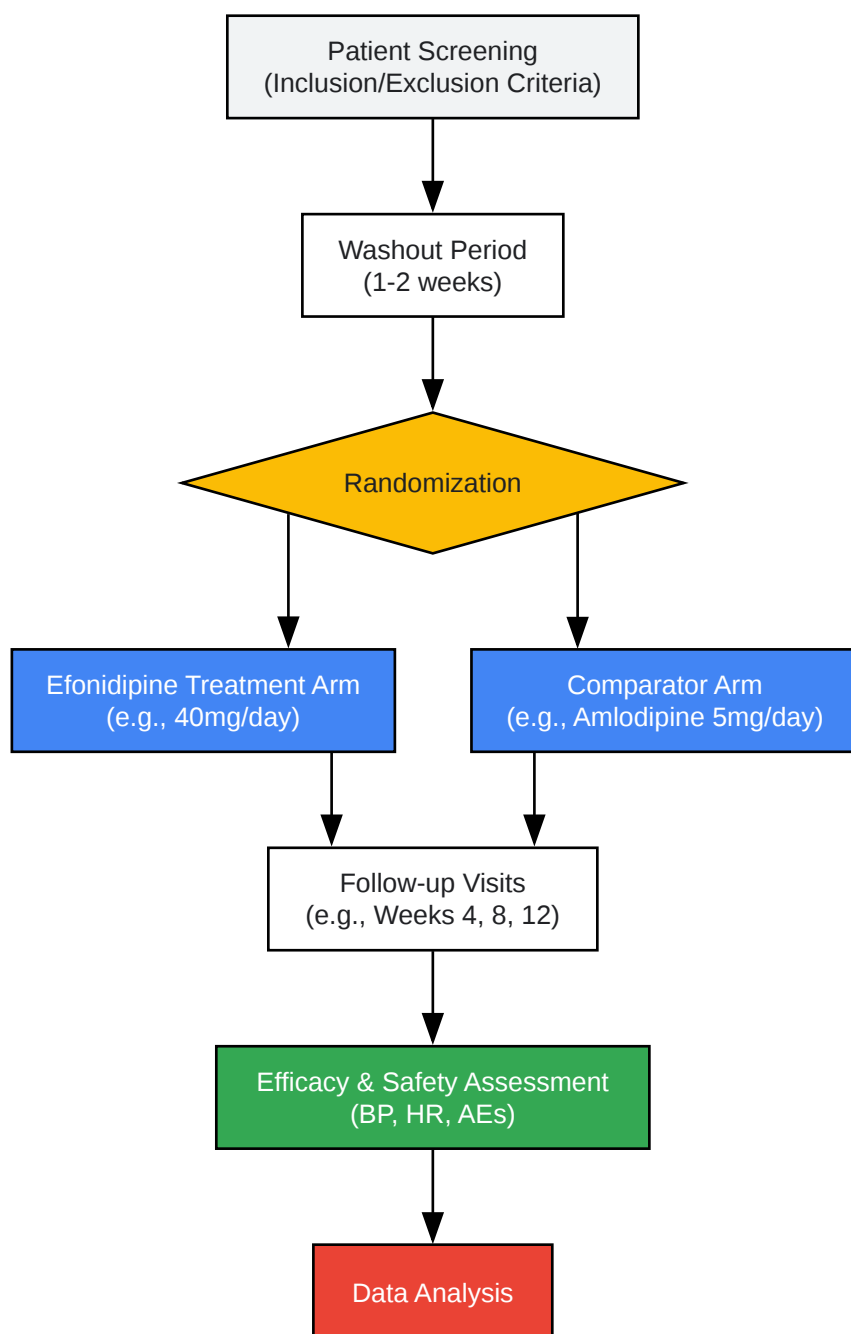 Patient Screening
(Inclusion/Exclusion Criteria)
Washout Period
(1-2 weeks)
Randomization
Efonidipine Treatment Arm
(e.g., 40mg/day)
Comparator Arm
(e.g., Amlodipine 5mg/day)
Follow-up Visits
(e.g., Weeks 4, 8, 12)
Efficacy & Safety Assessment
(BP, HR, AEs)
Data Analysis